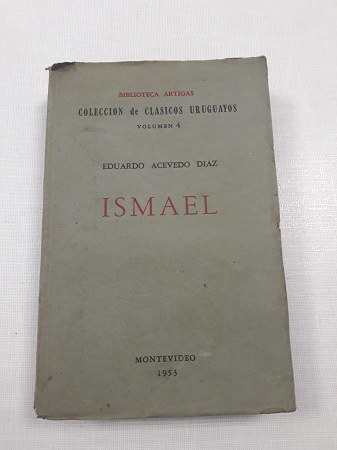 BIBLIOTECA ARTIGAS
COLECCION de CLASICOS URUGUAYOS
VOLUMEN 4
EDUARDO ACEVEDO DIAZ
ISMAEL
MONTEVIDEO
1953